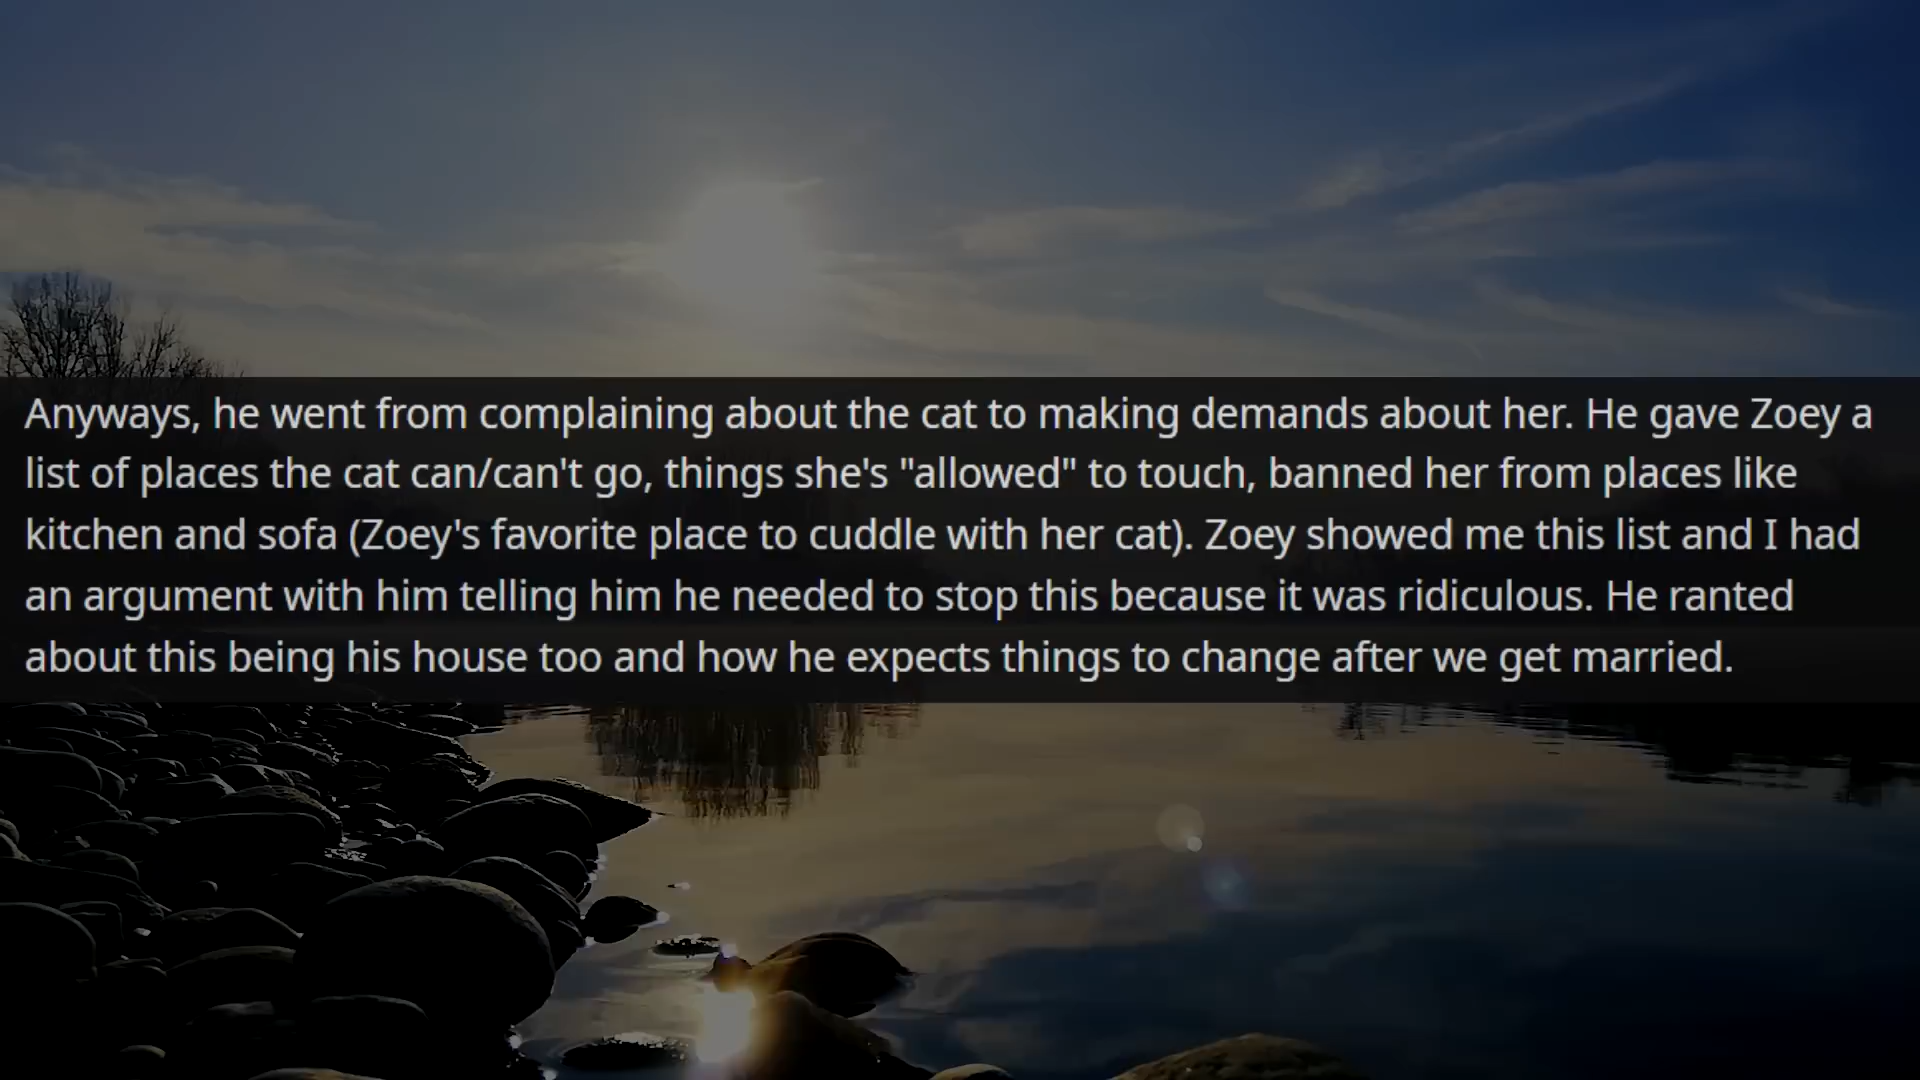 Anyways, he went from complaining about the cat to making demands about her. He gave Zoey a
list of places the cat can/can't go, things she's "allowed" to touch, banned her from places like
kitchen and sofa (Zoey's favorite place to cuddle with her cat). Zoey showed me this list and I had
an argument with him telling him he needed to stop this because it was ridiculous. He ranted
about this being his house too and how he expects things to change after we get married.